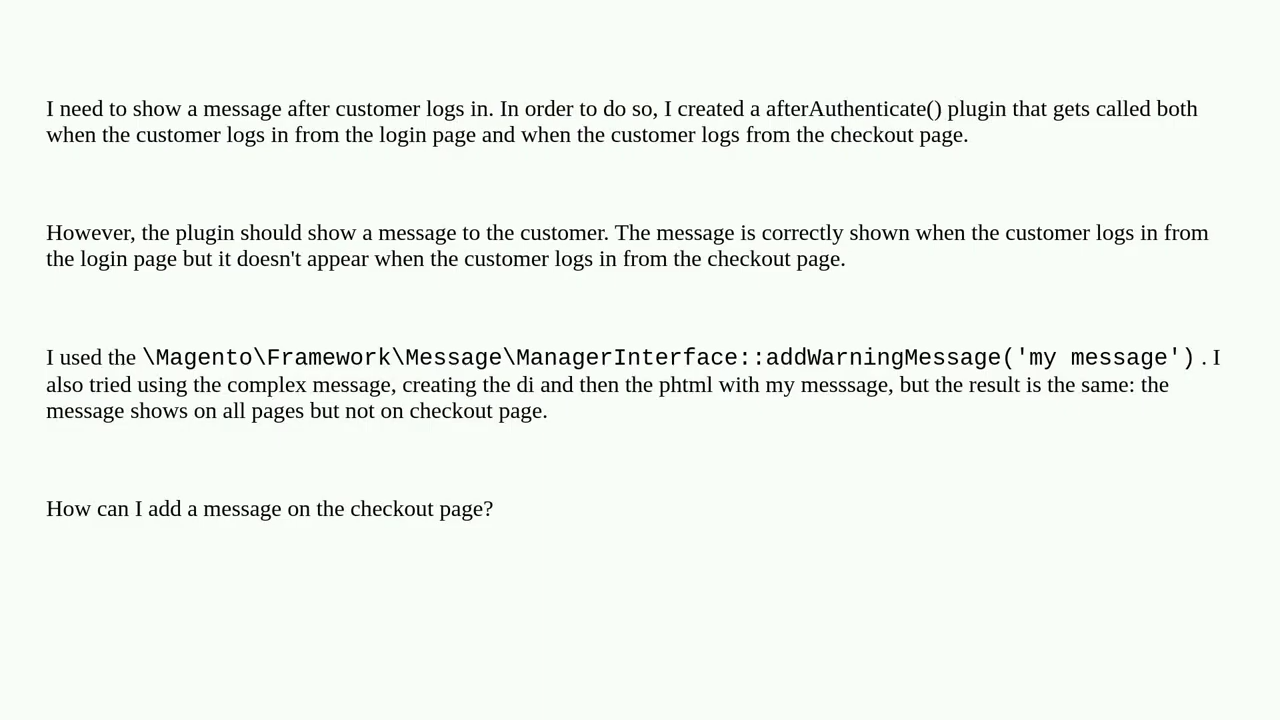 I need to show a message after customer logs in. In order to do so, I created a afterAuthenticate() plugin that gets called both
when the customer logs in from the login page and when the customer logs from the checkout page.
However, the plugin should show a message to the customer. The message is correctly shown when the customer logs in from
the login page but it doesn't appear when the customer logs in from the checkout page.
I used the \Magento\Framework\Message\ManagerInterface::addWarningMessage('my message') . I
also tried using the complex message, creating the di and then the phtml with my messsage, but the result is the same: the
message shows on all pages but not on checkout page.
How can I add a message on the checkout page?